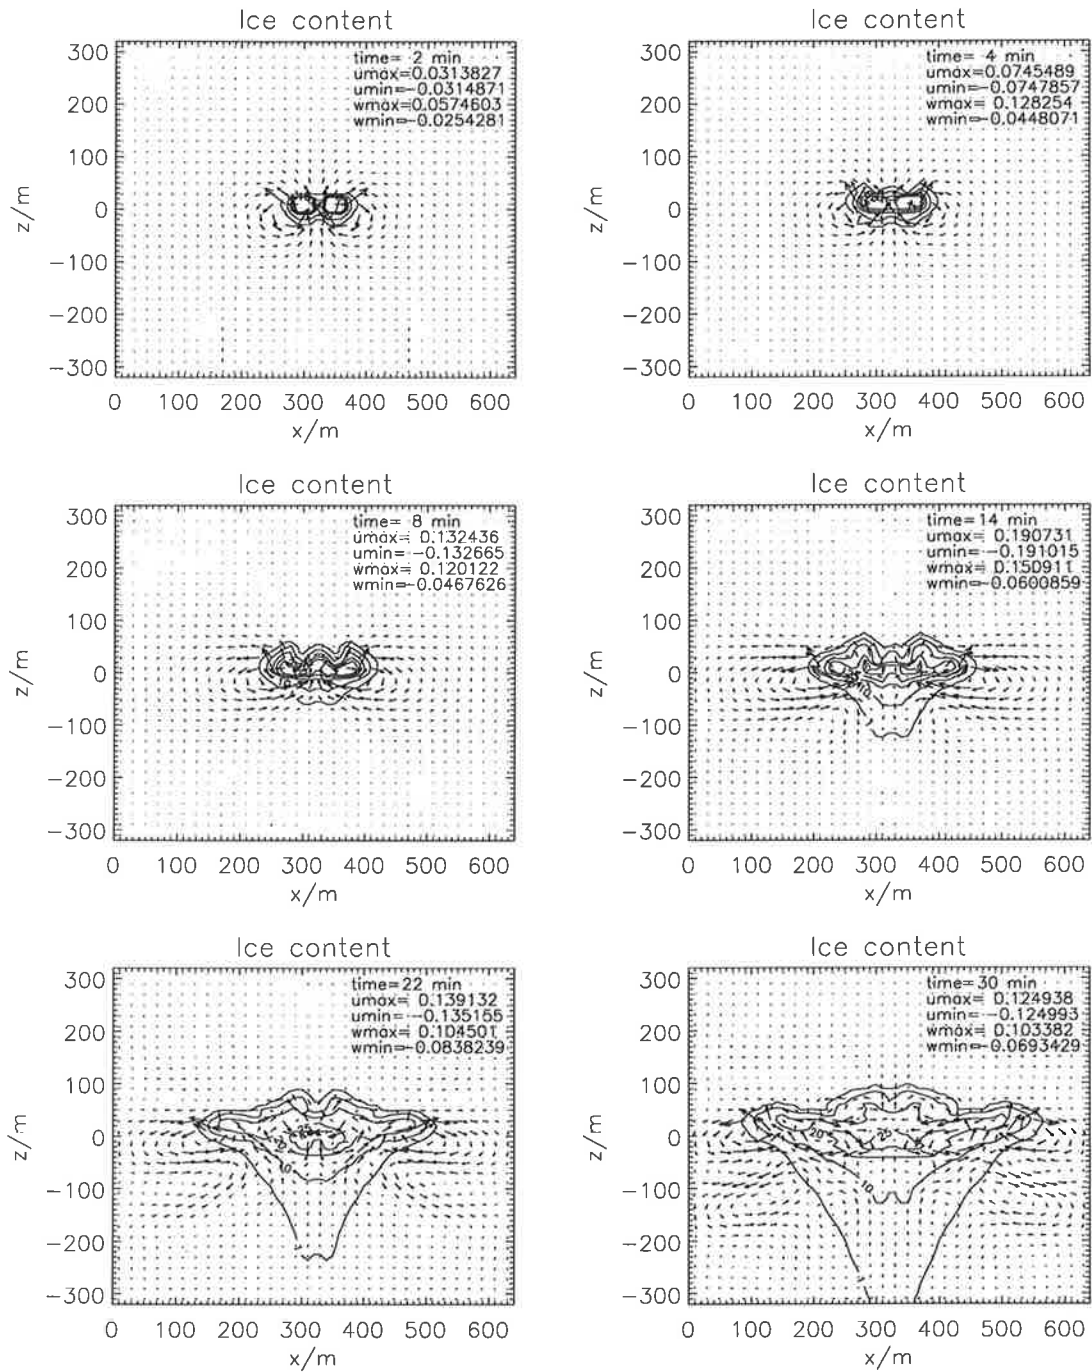 Ice content
time= 2 min
umax=0.0313827
umin=-0.0314871
wmax=0.0574603
wmin=-0.0254281
300
200
100
0
-100
-200
-300
z/m
0 100 200 300 400 500 600
x/m
Ice content
time= 4 min
umax=0.0745489
umin=-0.0747857
wmax= 0.128254
wmin=-0.0448071
300
200
100
0
-100
-200
-300
z/m
0 100 200 300 400 500 600
x/m
Ice content
time= 8 min
umax= 0.132436
umin= -0.132665
wmax= 0.120122
wmin=-0.0467626
300
200
100
0
-100
-200
-300
z/m
0 100 200 300 400 500 600
x/m
Ice content
time=14 min
umax= 0.190731
umin= -0.191015
wmax= 0.150911
wmin=-0.0600859
300
200
100
0
-100
-200
-300
z/m
10
0 100 200 300 400 500 600
x/m
Ice content
time=22 min
umax= 0.139132
umin= -0.135155
wmax= 0.104501
wmin=-0.0838239
300
200
100
0
-100
-200
-300
z/m
25
20
10
0 100 200 300 400 500 600
x/m
Ice content
time=30 min
umax= 0.124938
umin= -0.124993
wmax= 0.103382
wmin=-0.0693429
300
200
100
0
-100
-200
-300
z/m
20
25
10
1
0 100 200 300 400 500 600
x/m